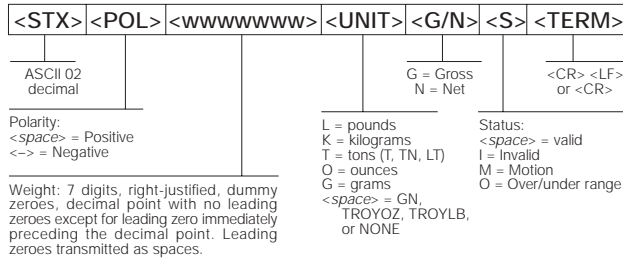 <STX> <POL> <wwwwwww> <UNIT> <G/N> <S> <TERM>
ASCII 02
decimal
G = Gross
N = Net
<CR> <LF>
or <CR>
Polarity:
<space> = Positive
<–> = Negative
L = pounds
K = kilograms
T = tons (T, TN, LT)
O = ounces
G = grams
<space> = GN,
TROYOZ, TROYLB,
or NONE
Status:
<space> = valid
I = Invalid
M = Motion
O = Over/under range
Weight: 7 digits, right-justified, dummy
zeroes, decimal point with no leading
zeroes except for leading zero immediately
preceding the decimal point. Leading
zeroes transmitted as spaces.